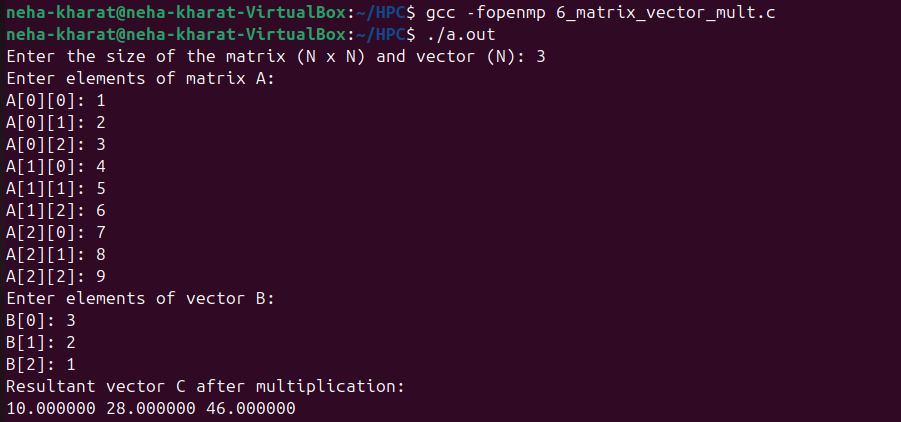 neha-kharat@neha-kharat-VirtualBox:~/HPC$ gcc -fopenmp 6_matrix_vector_mult.c
neha-kharat@neha-kharat-VirtualBox:~/HPC$ ./a.out
Enter the size of the matrix (N x N) and vector (N): 3
Enter elements of matrix A:
A[0][0]: 1
A[0][1]: 2
A[0][2]: 3
A[1][0]: 4
A[1][1]: 5
A[1][2]: 6
A[2][0]: 7
A[2][1]: 8
A[2][2]: 9
Enter elements of vector B:
B[0]: 3
B[1]: 2
B[2]: 1
Resultant vector C after multiplication:
10.000000 28.000000 46.000000